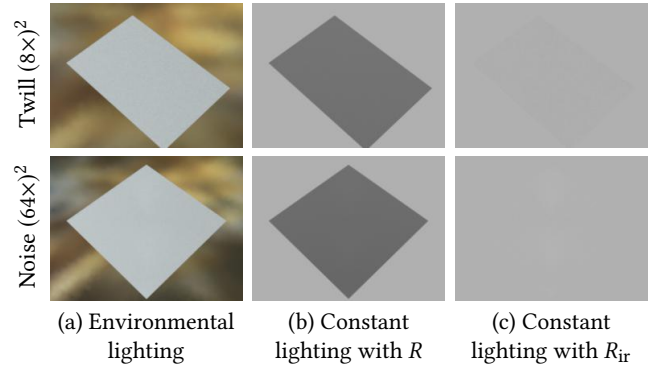 Twill (8×)²
Noise (64×)²
(a) Environmental
lighting
(b) Constant
lighting with R
(c) Constant
lighting with R_ir